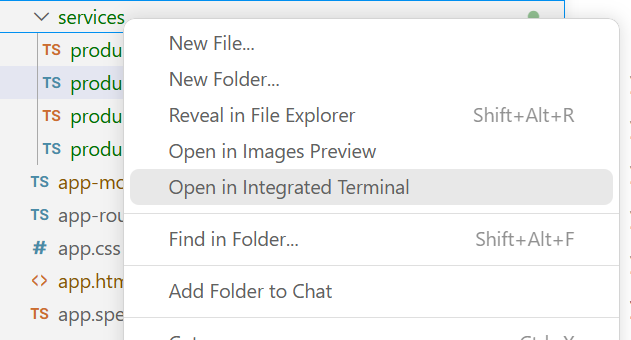 services
New File...
TS produ
New Folder...
TS produ
Reveal in File Explorer Shift+Alt+R
TS produ
Open in Images Preview
TS produ
Open in Integrated Terminal
TS app-mo
TS app-rou
Find in Folder... Shift+Alt+F
# app.css
<> app.htm
Add Folder to Chat
TS app.spe